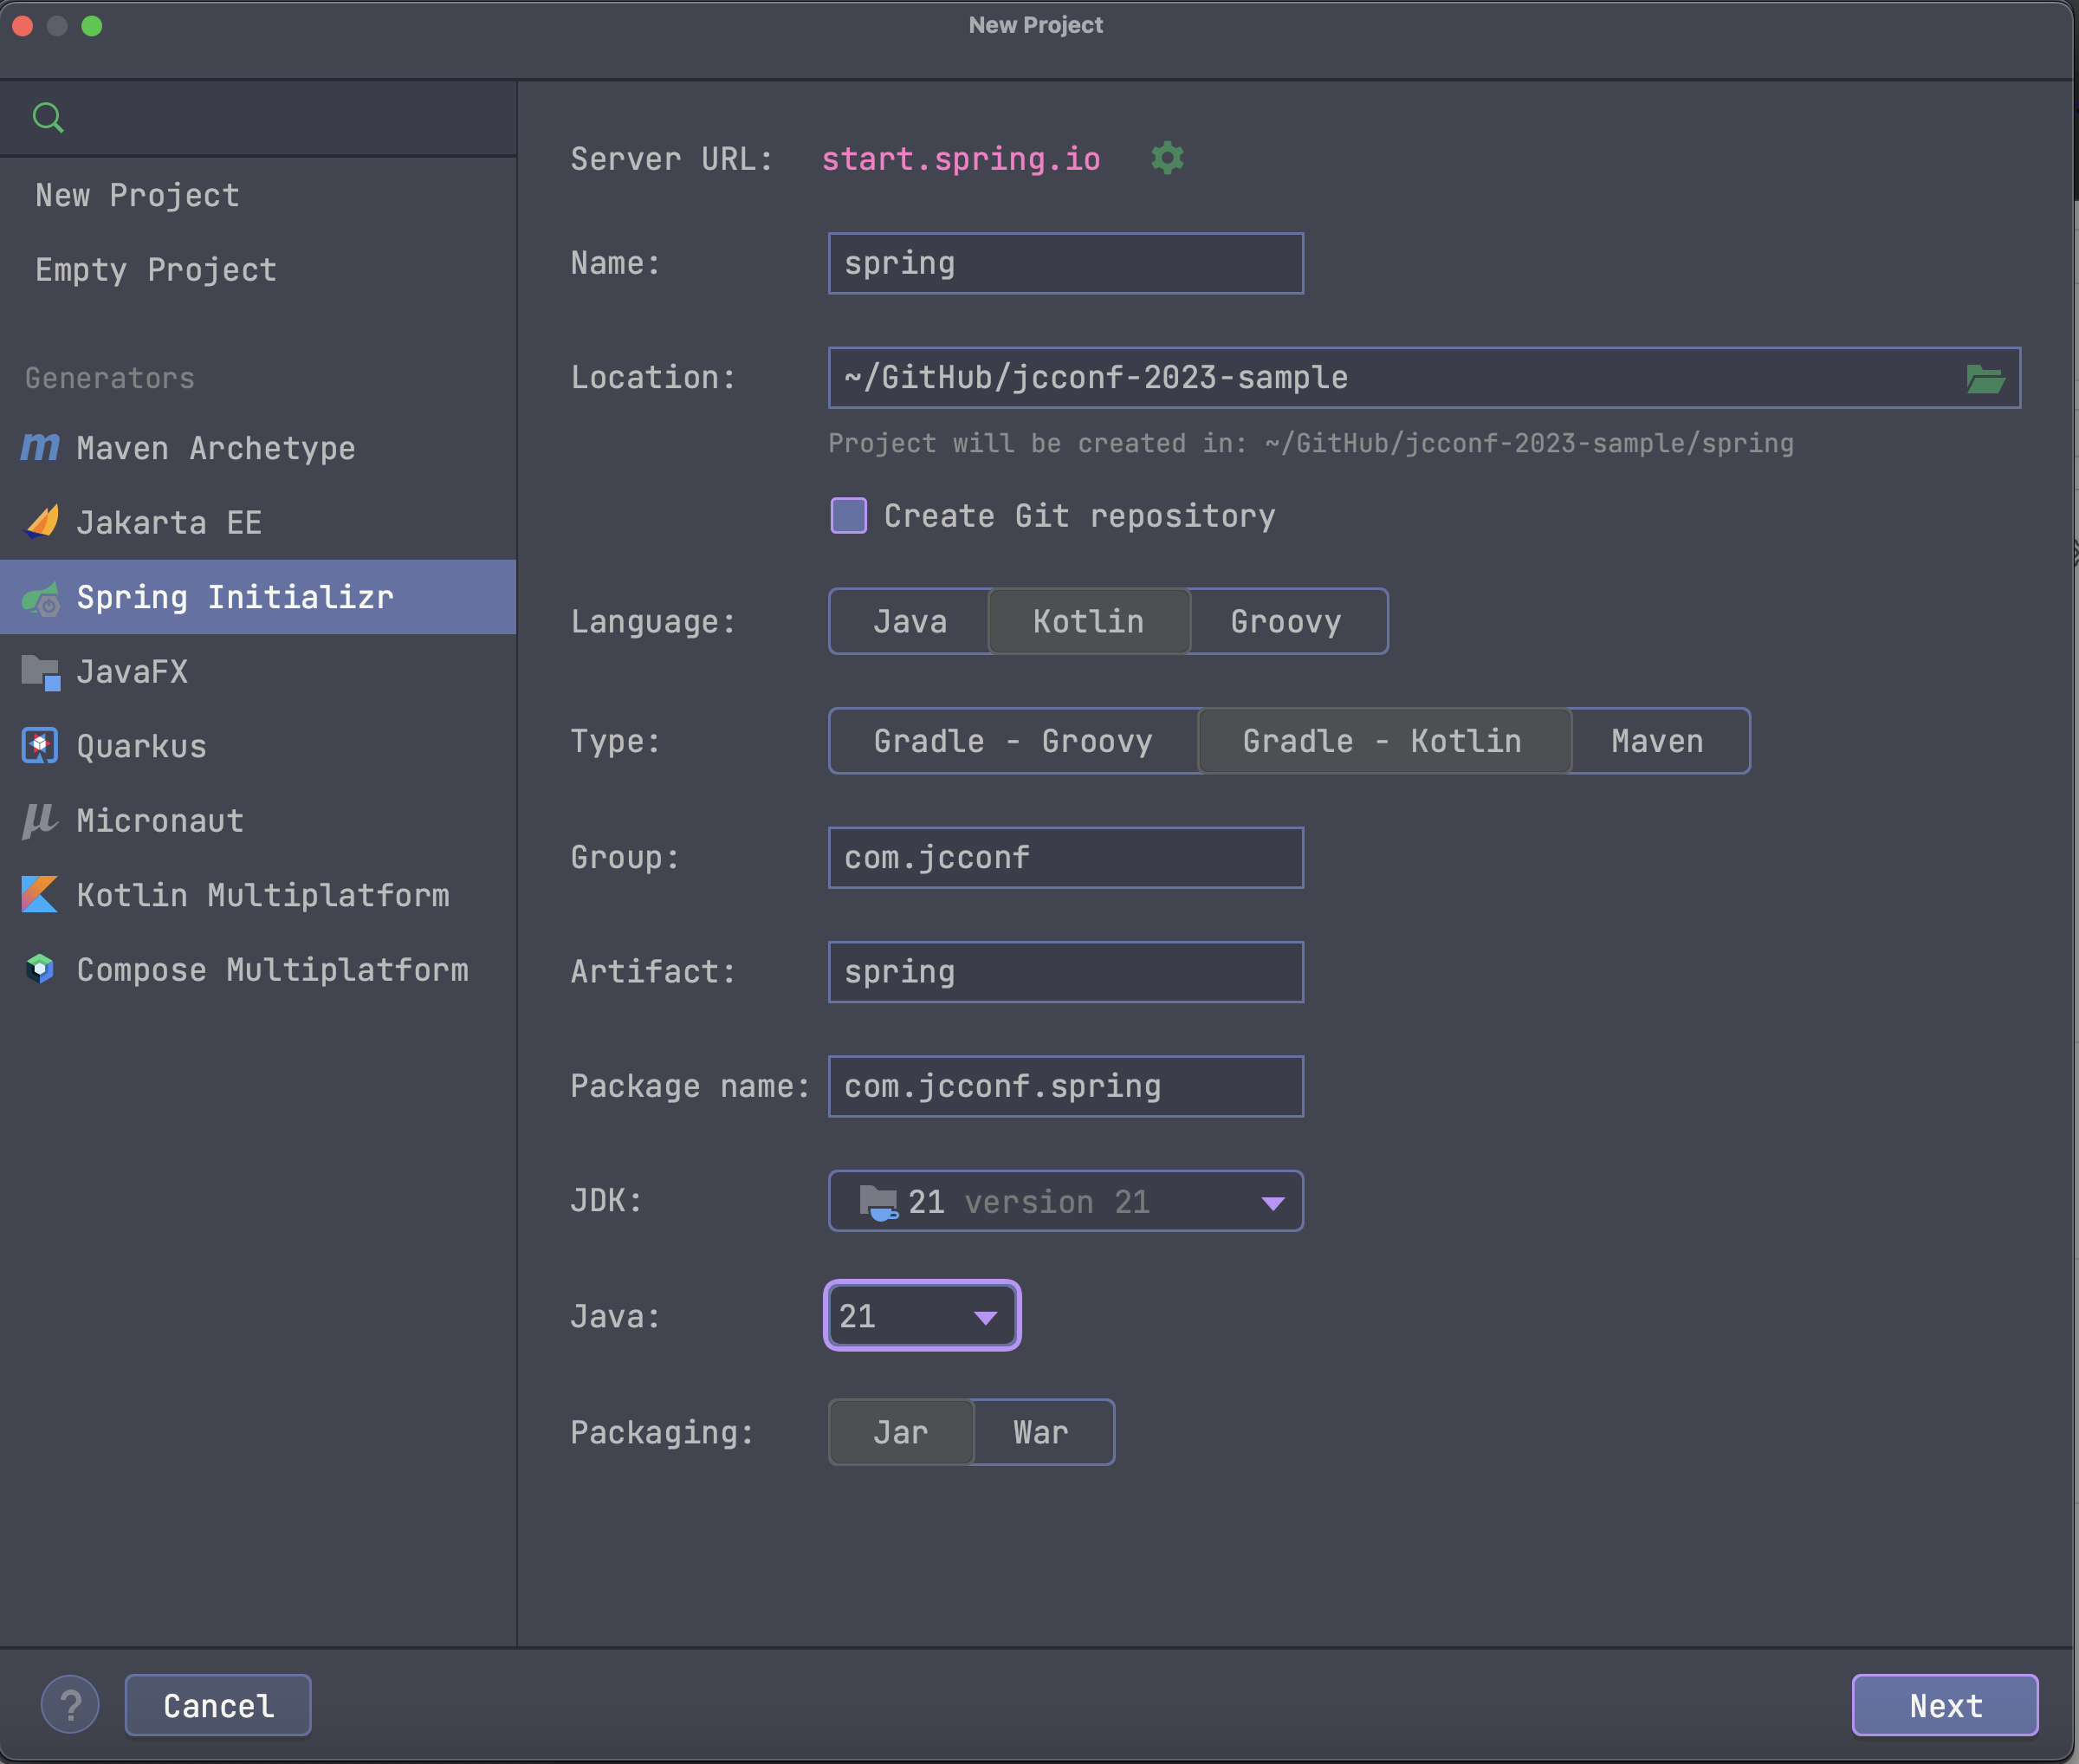 New Project
New Project
Empty Project
Generators
Maven Archetype
Jakarta EE
Spring Initializr
JavaFX
Quarkus
Micronaut
Kotlin Multiplatform
Compose Multiplatform
Server URL: start.spring.io
Name: spring
Location: ~/GitHub/jcconf-2023-sample
Project will be created in: ~/GitHub/jcconf-2023-sample/spring
Create Git repository
Language: Java Kotlin Groovy
Type: Gradle - Groovy Gradle - Kotlin Maven
Group: com.jcconf
Artifact: spring
Package name: com.jcconf.spring
JDK: 21 version 21
Java: 21
Packaging: Jar War
? Cancel Next